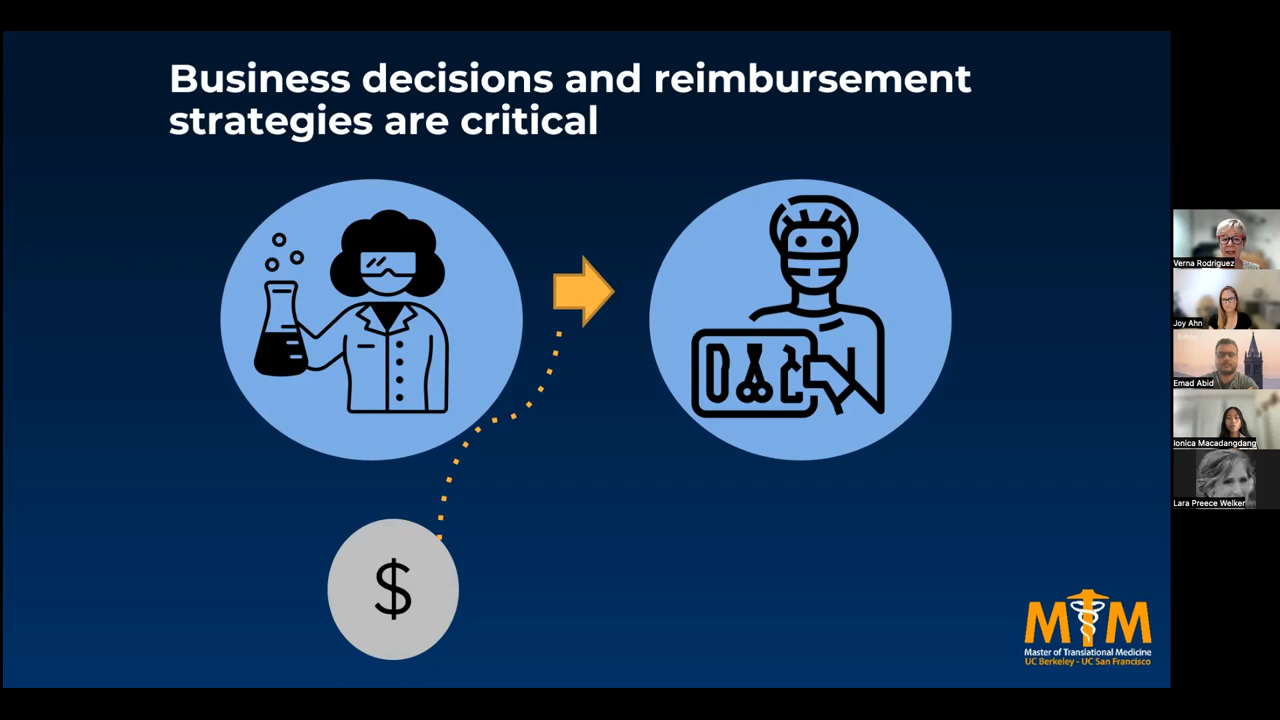 Business decisions and reimbursement
strategies are critical
$
MTM
Master of Translational Medicine
UC Berkeley - UC San Francisco
Verna Rodriguez
Joy Ahn
Emad Abid
Ionica Macadangdang
Lara Preece Welker